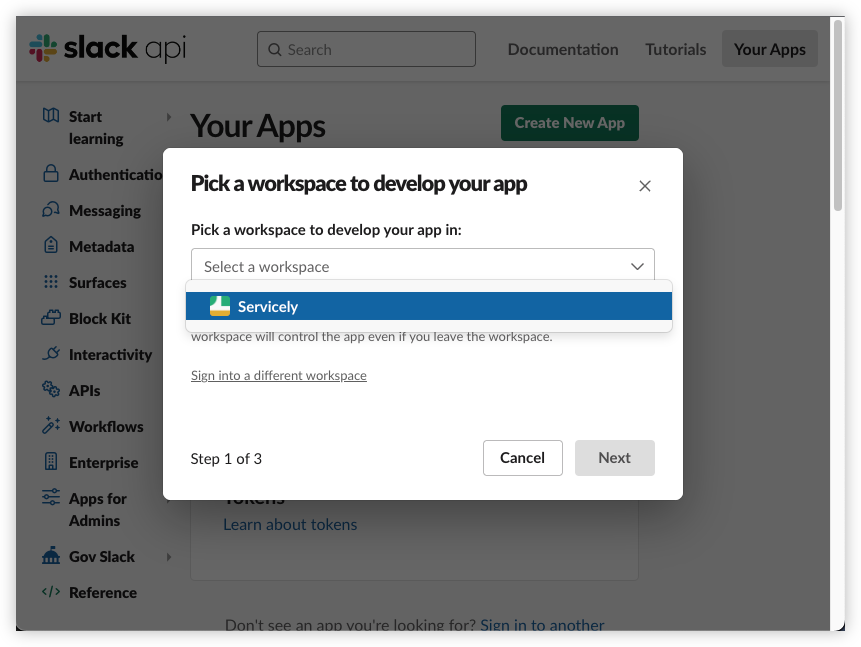 slack api
Search
Documentation
Tutorials
Your Apps
Start
learning
Authenticatio
Messaging
Metadata
Surfaces
Block Kit
Interactivity
APIs
Workflows
Enterprise
Apps for
Admins
Gov Slack
Reference
Your Apps
Create New App
Pick a workspace to develop your app
Pick a workspace to develop your app in:
Select a workspace
Servicely
workspace will control the app even if you leave the workspace.
Sign into a different workspace
Step 1 of 3
Cancel
Next
Tokens
Learn about tokens
Don't see an app you're looking for? Sign in to another